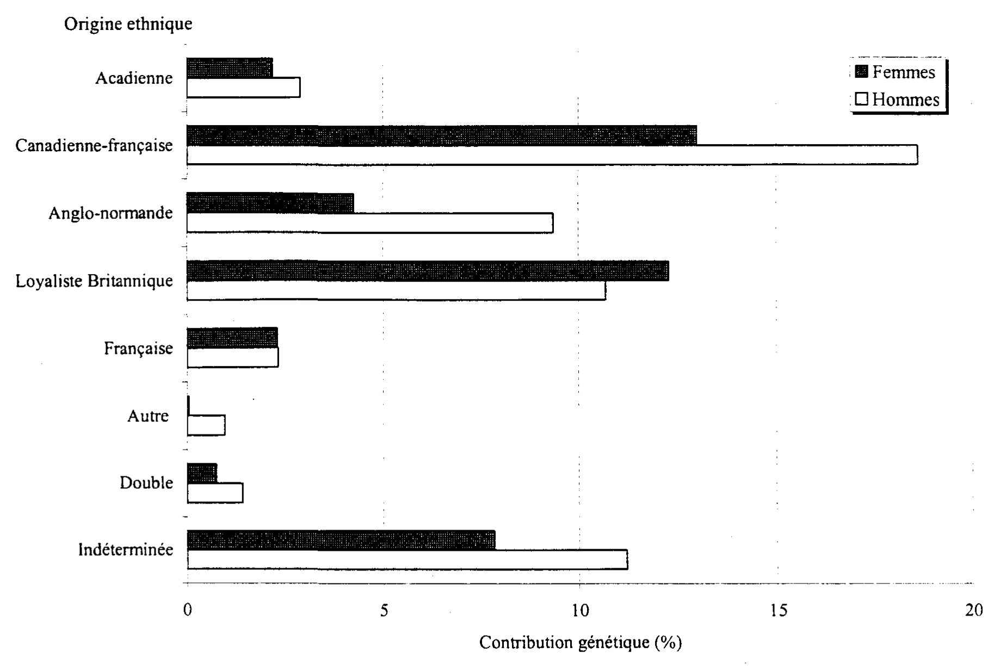 Origine ethnique
Femmes
Hommes
Acadienne
Canadienne-française
Anglo-normande
Loyaliste Britannique
Française
Autre
Double
Indéterminée
0 5 10 15 20
Contribution génétique (%)